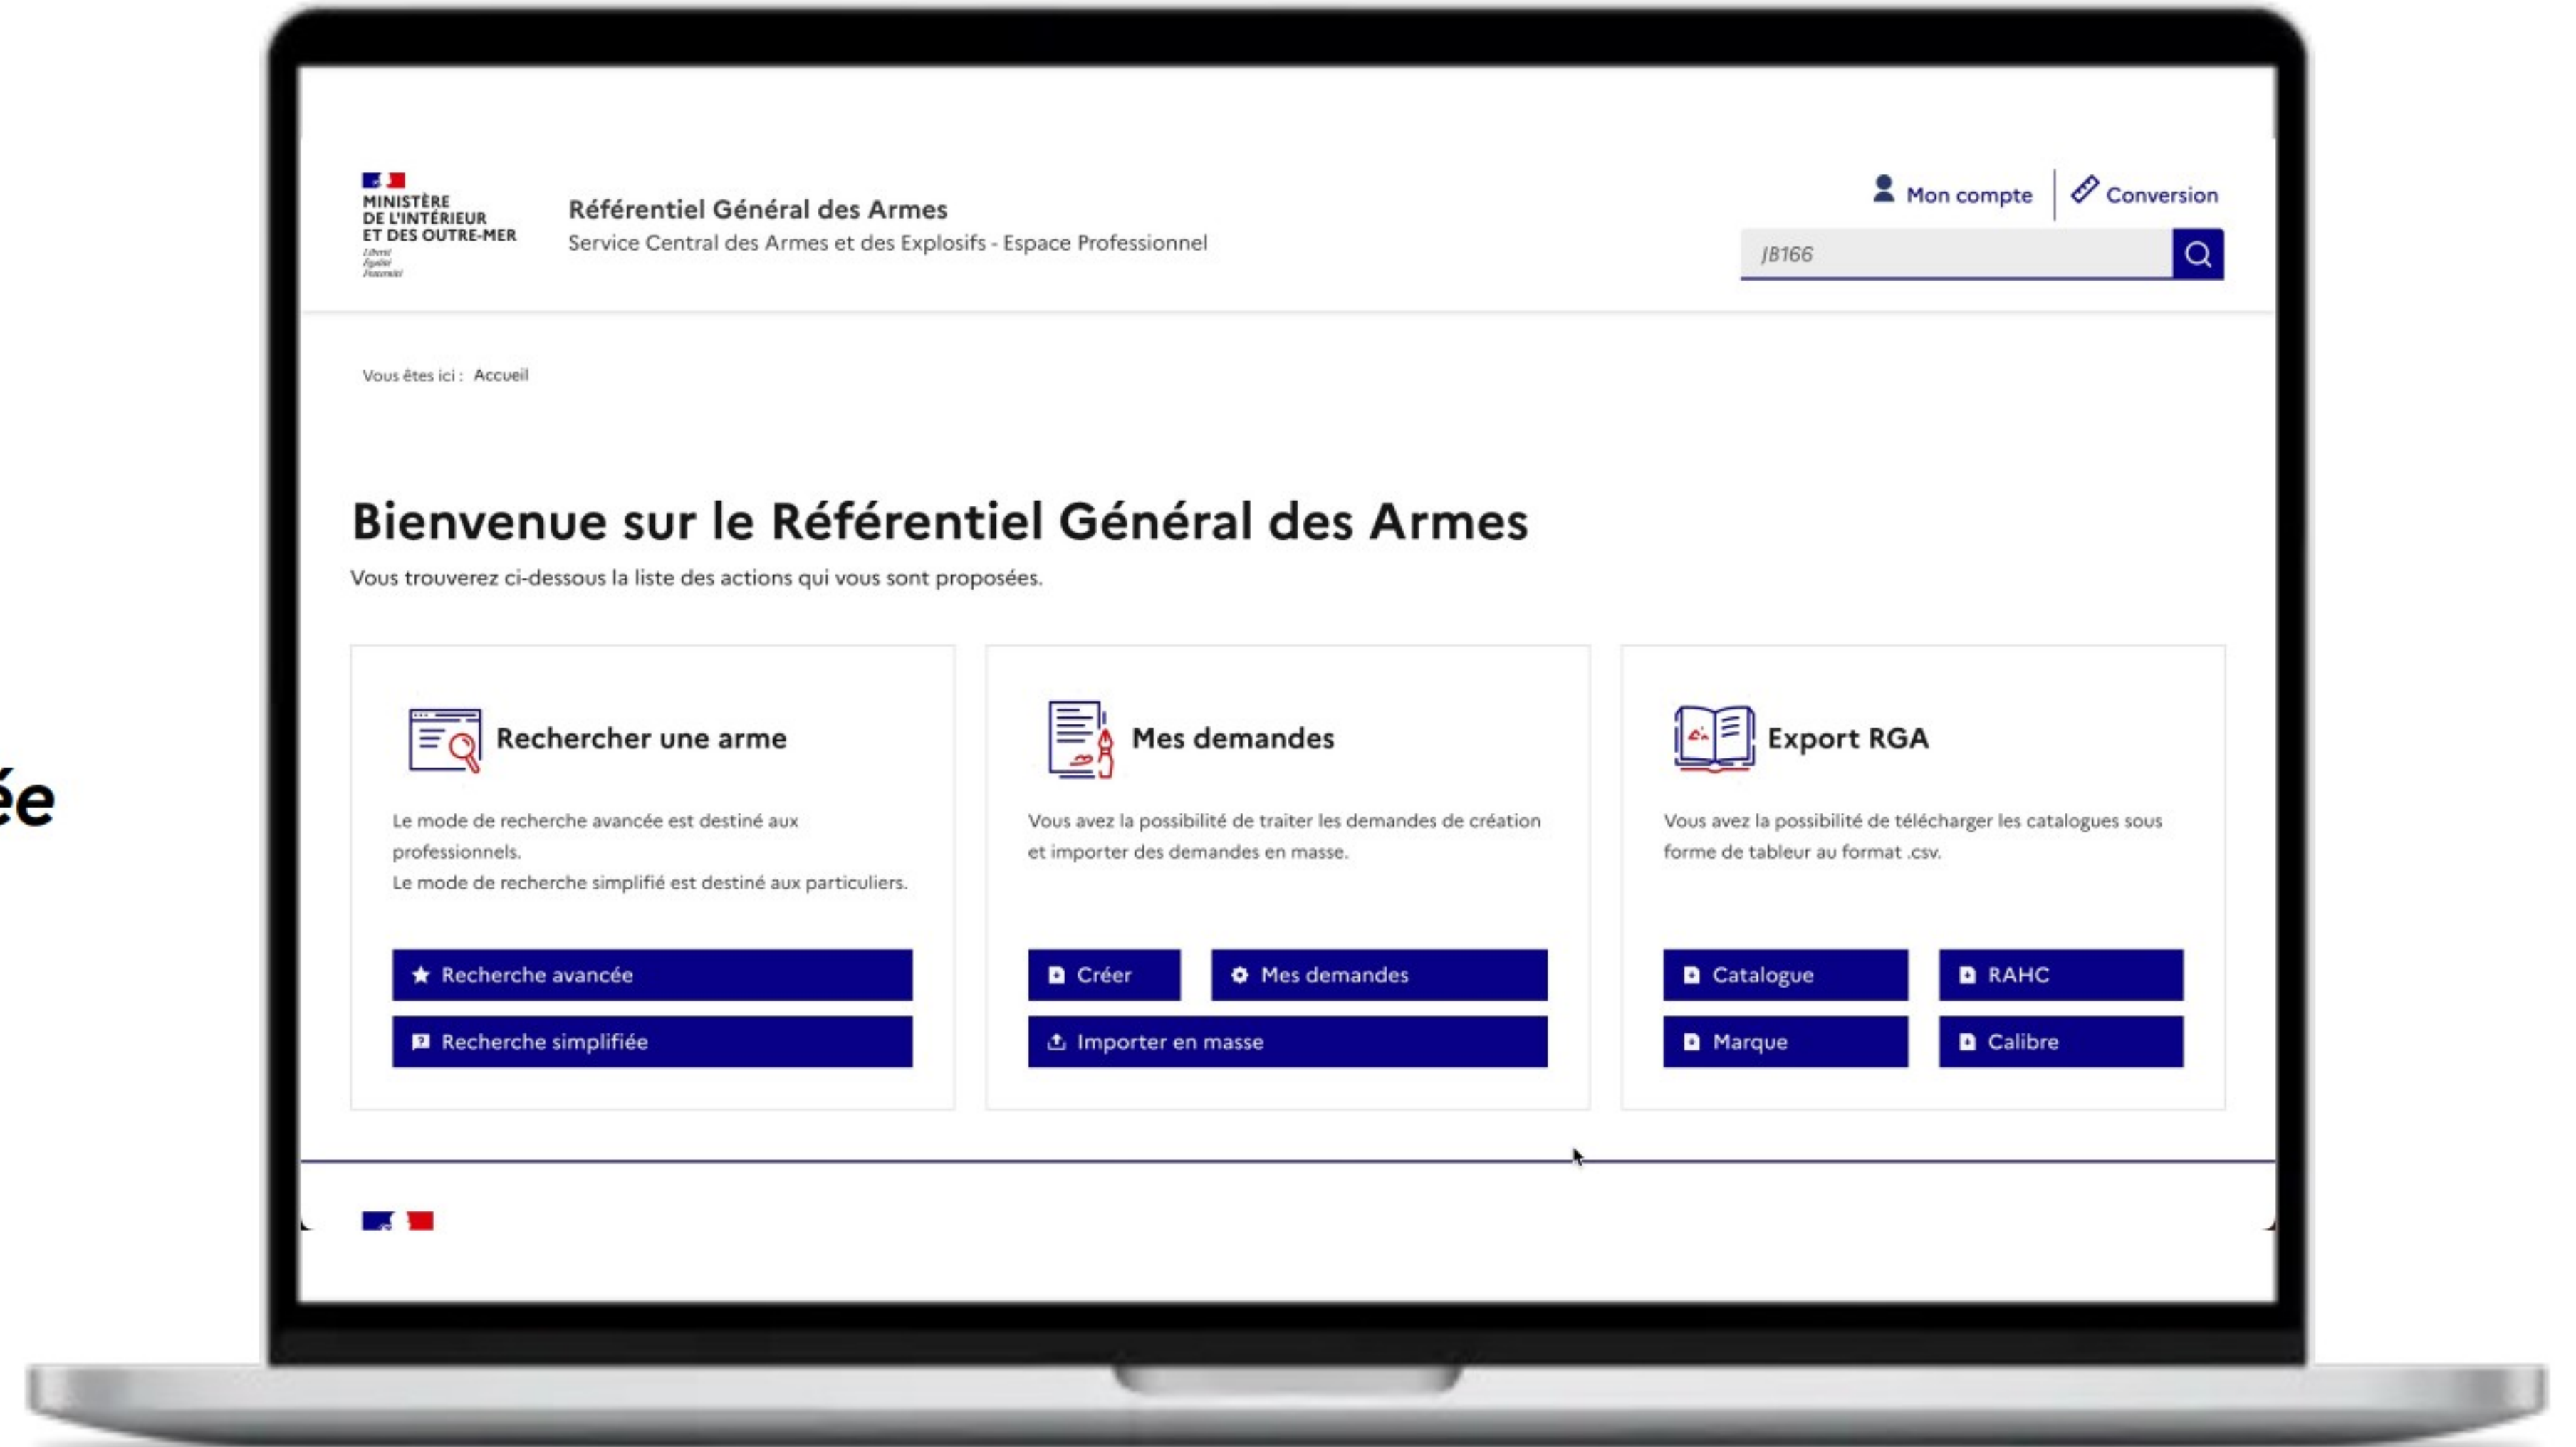 MINISTÈRE
DE L'INTÉRIEUR
ET DES OUTRE-MER
Liberté
Égalité
Fraternité
Référentiel Général des Armes
Service Central des Armes et des Explosifs - Espace Professionnel
Mon compte
Conversion
JB166
Vous êtes ici : Accueil
Bienvenue sur le Référentiel Général des Armes
Vous trouverez ci-dessous la liste des actions qui vous sont proposées.
Rechercher une arme
Le mode de recherche avancée est destiné aux
professionnels.
Le mode de recherche simplifié est destiné aux particuliers.
Recherche avancée
Recherche simplifiée
Mes demandes
Vous avez la possibilité de traiter les demandes de création
et importer des demandes en masse.
Créer
Mes demandes
Importer en masse
Export RGA
Vous avez la possibilité de télécharger les catalogues sous
forme de tableur au format .csv.
Catalogue
RAHC
Marque
Calibre
ée